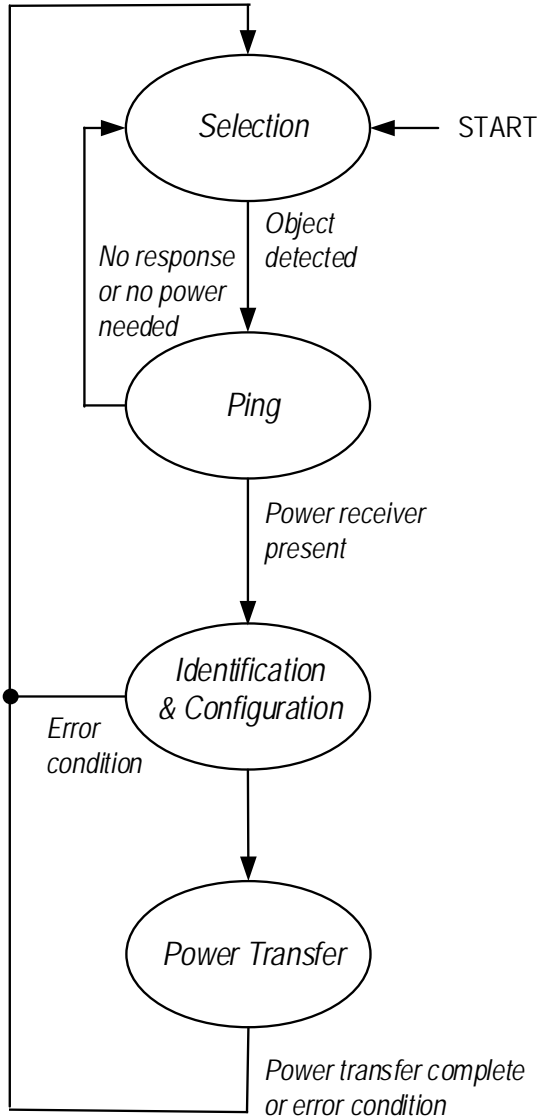 Selection
START
Object
detected
No response
or no power
needed
Ping
Power receiver
present
Identification
& Configuration
Error
condition
Power Transfer
Power transfer complete
or error condition